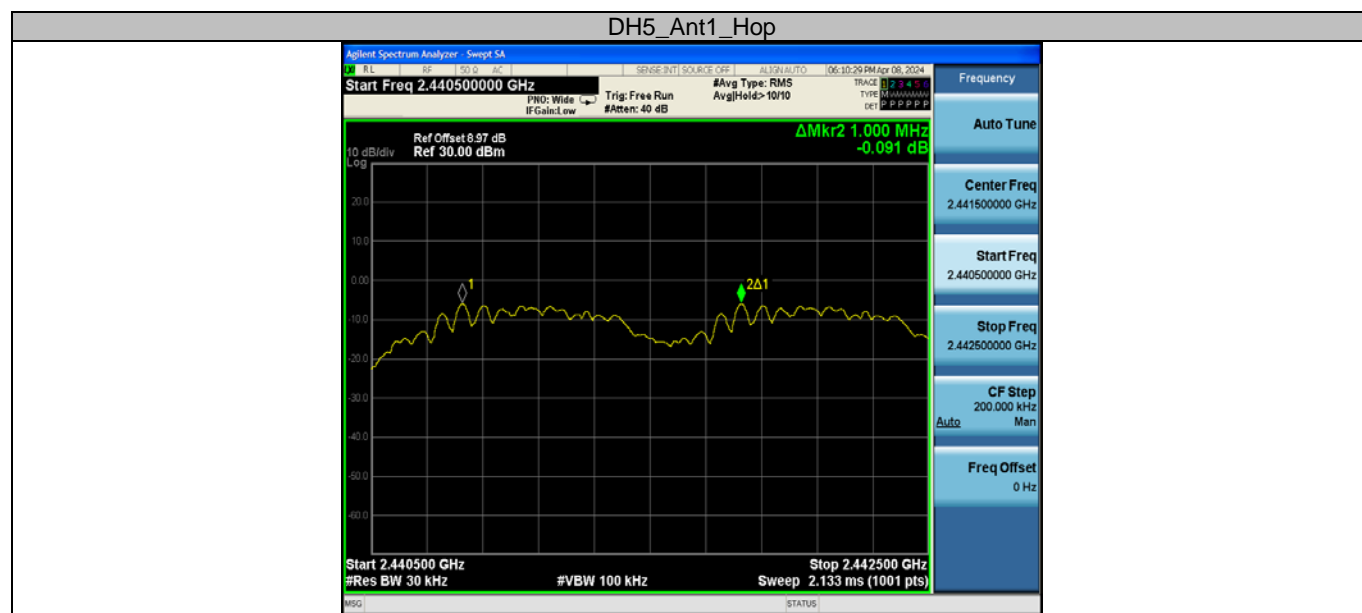 DH5_Ant1_Hop
Agilent Spectrum Analyzer - Swept SA
RL RF 50 Ω AC SENSE:INT SOURCE OFF ALIGN AUTO 06:10:29 PM Apr 08, 2024
Start Freq 2.440500000 GHz
PNO: Wide
IFGain:Low
Trig: Free Run
#Atten: 40 dB
#Avg Type: RMS
Avg|Hold:>10/10
TRACE 1 2 3 4 5 6
TYPE M
DET P P P P P P
Frequency
ΔMkr2 1.000 MHz
-0.091 dB
Ref Offset 8.97 dB
10 dB/div Ref 30.00 dBm
Log
20.0
10.0
0.00
-10.0
-20.0
-30.0
-40.0
-50.0
-60.0
1
2Δ1
Start 2.440500 GHz
Stop 2.442500 GHz
#Res BW 30 kHz
#VBW 100 kHz
Sweep 2.133 ms (1001 pts)
Auto Tune
Center Freq
2.441500000 GHz
Start Freq
2.440500000 GHz
Stop Freq
2.442500000 GHz
CF Step
200.000 kHz
Auto Man
Freq Offset
0 Hz
MSG
STATUS